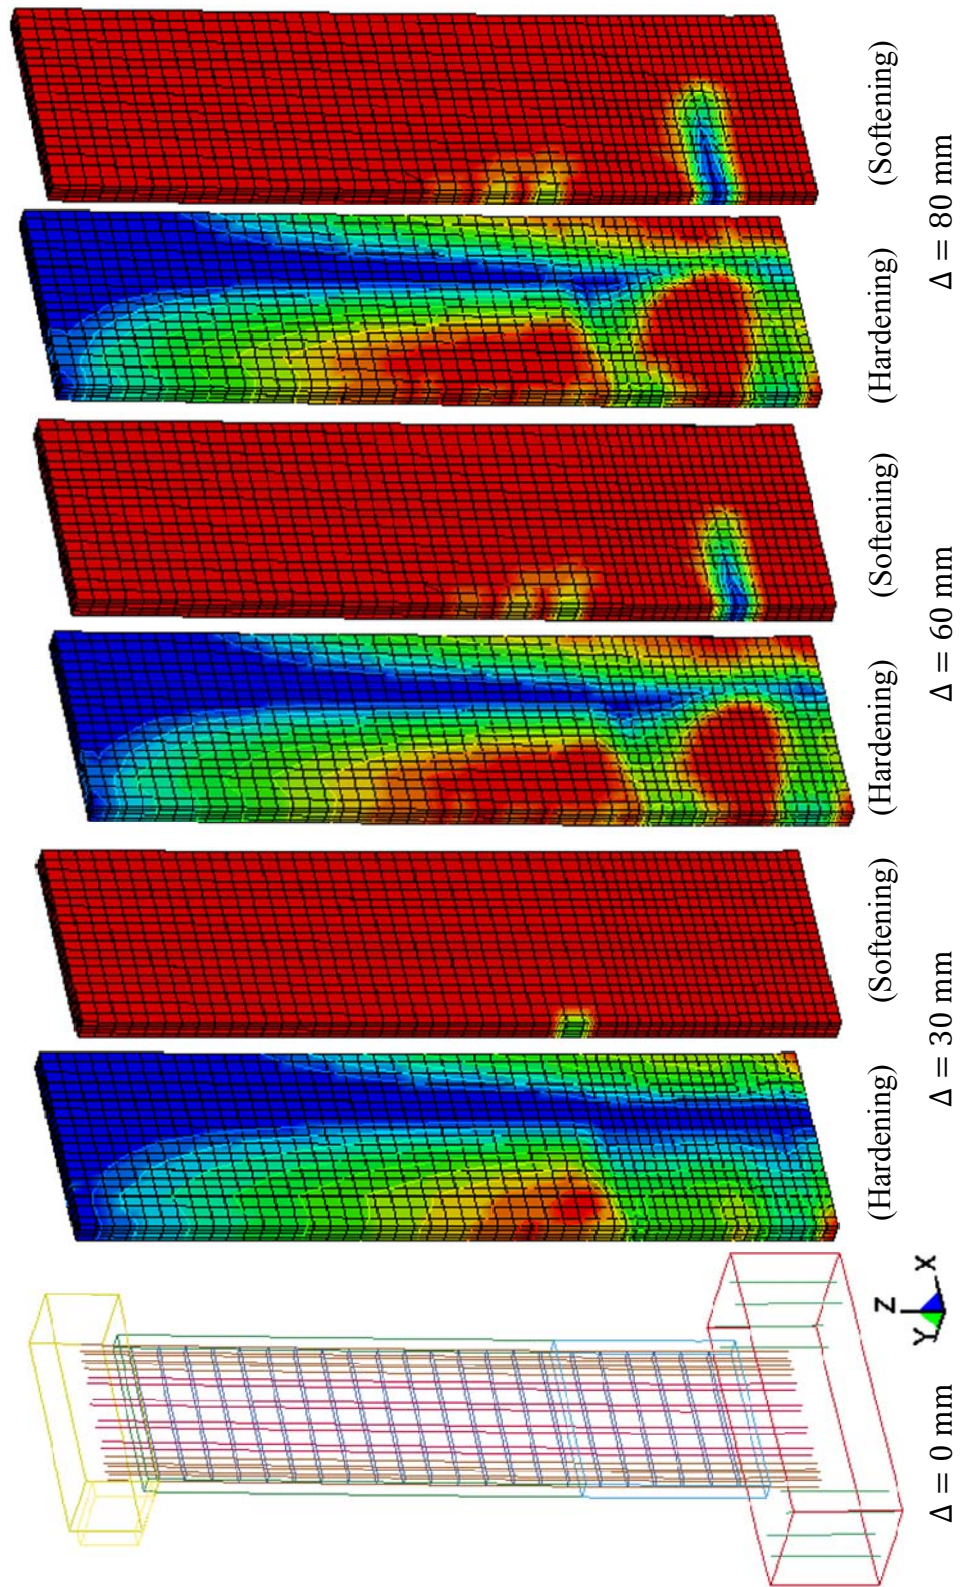 Z
Y
X
(Hardening)
(Softening)
(Hardening)
(Softening)
(Hardening)
(Softening)
Δ = 0 mm
Δ = 30 mm
Δ = 60 mm
Δ = 80 mm